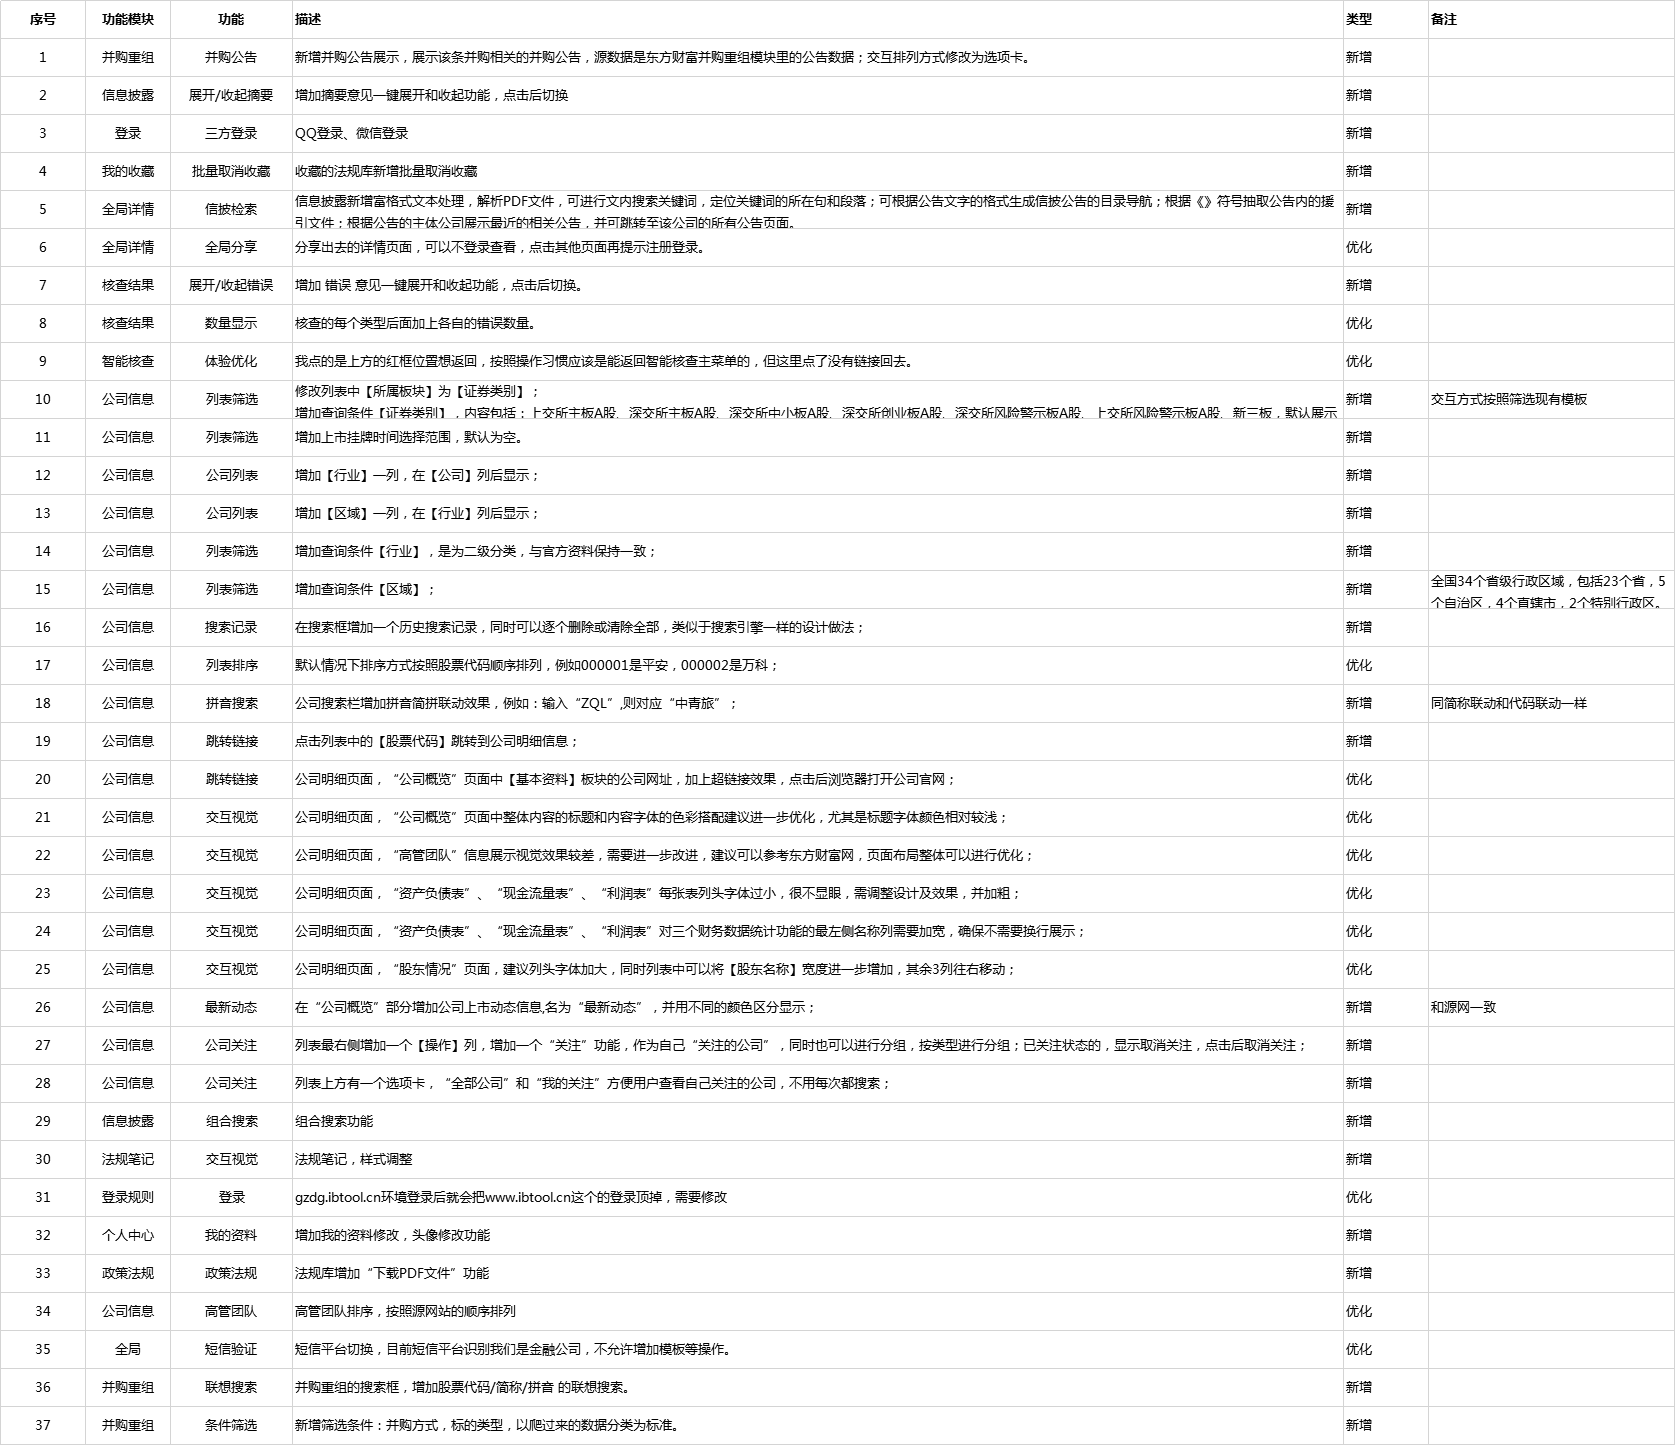 序号 功能模块 功能 描述 类型 备注
1 并购重组 并购公告 新增并购公告展示，展示该条并购相关的并购公告，源数据是东方财富并购重组模块里的公告数据；交互排列方式修改为选项卡。 新增
2 信息披露 展开/收起摘要 增加摘要意见一键展开和收起功能，点击后切换 新增
3 登录 三方登录 QQ登录、微信登录 新增
4 我的收藏 批量取消收藏 收藏的法规库新增批量取消收藏 新增
5 全局详情 信披检索 信息披露新增富格式文本处理，解析PDF文件，可进行文内搜索关键词，定位关键词的所在句和段落；可根据公告文字的格式生成信披公告的目录导航；根据《》符号抽取公告内的援 新增
引文件；根据公告的主体公司展示最近的相关公告，并可跳转至该公司的所有公告页面。
6 全局详情 全局分享 分享出去的详情页面，可以不登录查看，点击其他页面再提示注册登录。 优化
7 核查结果 展开/收起错误 增加 错误 意见一键展开和收起功能，点击后切换。 新增
8 核查结果 数量显示 核查的每个类型后面加上各自的错误数量。 优化
9 智能核查 体验优化 我点的是上方的红框位置想返回，按照操作习惯应该是能返回智能核查主菜单的，但这里点了没有链接回去。 优化
10 公司信息 列表筛选 修改列表中【所属板块】为【证券类别】； 新增 交互方式按照筛选现有模板
增加查询条件【证券类别】，内容包括：上交所主板A股、深交所主板A股、深交所中小板A股、深交所创业板A股、深交所风险警示板A股、上交所风险警示板A股、新三板，默认展示
11 公司信息 列表筛选 增加上市挂牌时间选择范围，默认为空。 新增
12 公司信息 公司列表 增加【行业】一列，在【公司】列后显示； 新增
13 公司信息 公司列表 增加【区域】一列，在【行业】列后显示； 新增
14 公司信息 列表筛选 增加查询条件【行业】，是为二级分类，与官方资料保持一致； 新增
15 公司信息 列表筛选 增加查询条件【区域】； 新增 全国34个省级行政区域，包括23个省，5
个自治区，4个直辖市，2个特别行政区。
16 公司信息 搜索记录 在搜索框增加一个历史搜索记录，同时可以逐个删除或清除全部，类似于搜索引擎一样的设计做法； 新增
17 公司信息 列表排序 默认情况下排序方式按照股票代码顺序排列，例如000001是平安，000002是万科； 优化
18 公司信息 拼音搜索 公司搜索栏增加拼音简拼联动效果，例如：输入“ZQL”,则对应“中青旅”； 新增 同简称联动和代码联动一样
19 公司信息 跳转链接 点击列表中的【股票代码】跳转到公司明细信息； 新增
20 公司信息 跳转链接 公司明细页面，“公司概览”页面中【基本资料】板块的公司网址，加上超链接效果，点击后浏览器打开公司官网； 优化
21 公司信息 交互视觉 公司明细页面，“公司概览”页面中整体内容的标题和内容字体的色彩搭配建议进一步优化，尤其是标题字体颜色相对较浅； 优化
22 公司信息 交互视觉 公司明细页面，“高管团队”信息展示视觉效果较差，需要进一步改进，建议可以参考东方财富网，页面布局整体可以进行优化； 优化
23 公司信息 交互视觉 公司明细页面，“资产负债表”、“现金流量表”、“利润表”每张表列头字体过小，很不显眼，需调整设计及效果，并加粗； 优化
24 公司信息 交互视觉 公司明细页面，“资产负债表”、“现金流量表”、“利润表”对三个财务数据统计功能的最左侧名称列需要加宽，确保不需要换行展示； 优化
25 公司信息 交互视觉 公司明细页面，“股东情况”页面，建议列头字体加大，同时列表中可以将【股东名称】宽度进一步增加，其余3列往右移动； 优化
26 公司信息 最新动态 在“公司概览”部分增加公司上市动态信息,名为“最新动态”，并用不同的颜色区分显示； 新增 和源网一致
27 公司信息 公司关注 列表最右侧增加一个【操作】列，增加一个“关注”功能，作为自己“关注的公司”，同时也可以进行分组，按类型进行分组；已关注状态的，显示取消关注，点击后取消关注； 新增
28 公司信息 公司关注 列表上方有一个选项卡，“全部公司”和“我的关注”方便用户查看自己关注的公司，不用每次都搜索； 新增
29 信息披露 组合搜索 组合搜索功能 新增
30 法规笔记 交互视觉 法规笔记，样式调整 新增
31 登录规则 登录 gzdg.ibtool.cn环境登录后就会把www.ibtool.cn这个的登录顶掉，需要修改 优化
32 个人中心 我的资料 增加我的资料修改，头像修改功能 新增
33 政策法规 政策法规 法规库增加“下载PDF文件”功能 新增
34 公司信息 高管团队 高管团队排序，按照源网站的顺序排列 优化
35 全局 短信验证 短信平台切换，目前短信平台识别我们是金融公司，不允许增加模板等操作。 优化
36 并购重组 联想搜索 并购重组的搜索框，增加股票代码/简称/拼音 的联想搜索。 新增
37 并购重组 条件筛选 新增筛选条件：并购方式，标的类型，以爬过来的数据分类为标准。 新增